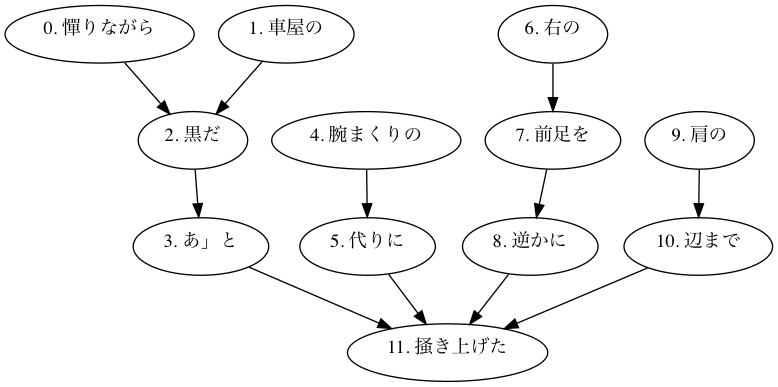 0. 憚りながら
1. 車屋の
6. 右の
2. 黒だ
4. 腕まくりの
7. 前足を
9. 肩の
3. あ」と
5. 代りに
8. 逆かに
10. 辺まで
11. 掻き上げた